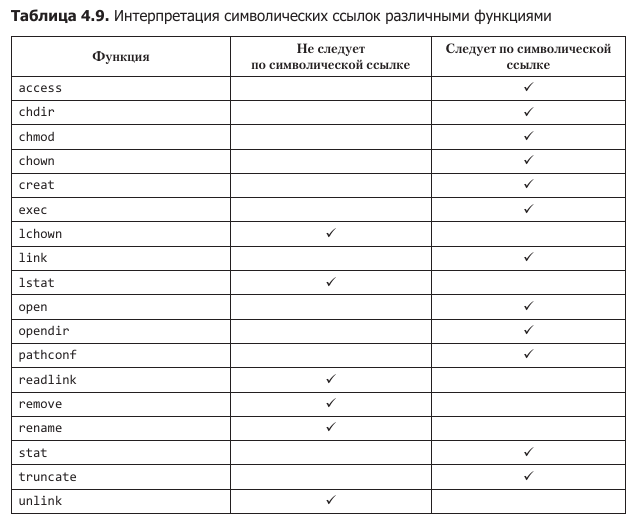 Таблица 4.9. Интерпретация символических ссылок различными функциями
Функция
Не следует
по символической ссылке
Следует по символической
ссылке
access ✓
chdir ✓
chmod ✓
chown ✓
creat ✓
exec ✓
lchown ✓
link ✓
lstat ✓
open ✓
opendir ✓
pathconf ✓
readlink ✓
remove ✓
rename ✓
stat ✓
truncate ✓
unlink ✓